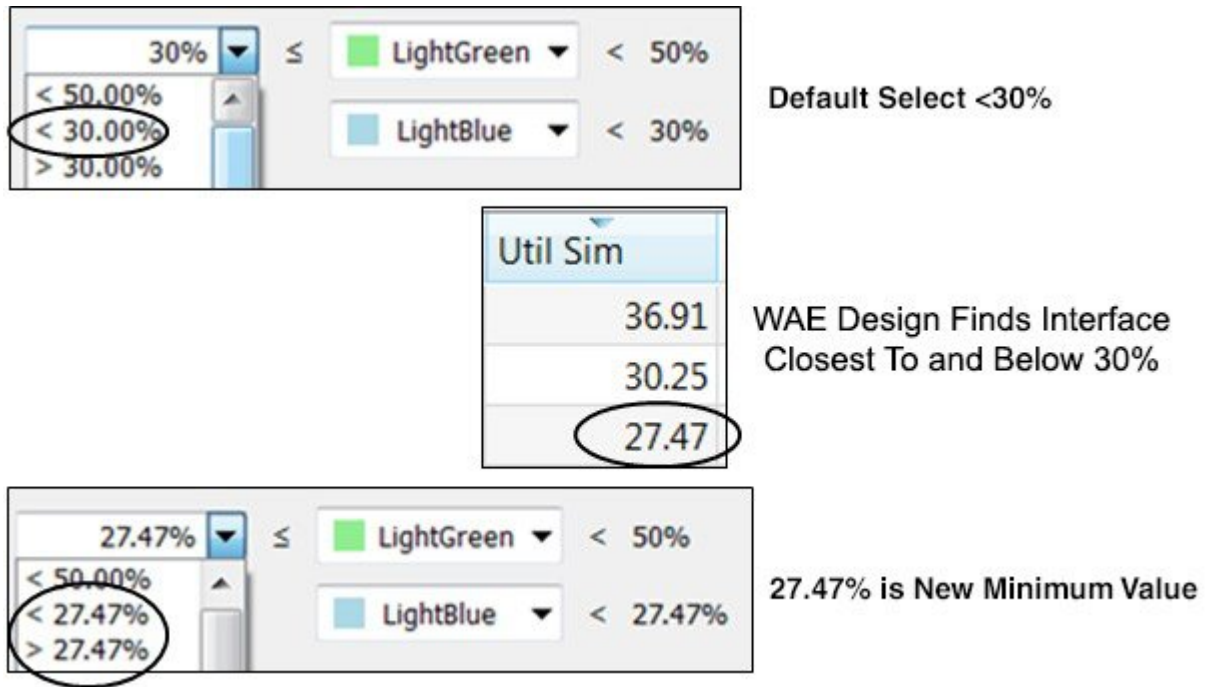 30% ≤ LightGreen < 50%
< 50.00%
< 30.00%
> 30.00%
LightBlue < 30%
Default Select <30%
Util Sim
36.91
30.25
27.47
WAE Design Finds Interface
Closest To and Below 30%
27.47% ≤ LightGreen < 50%
< 50.00%
< 27.47%
> 27.47%
LightBlue < 27.47%
27.47% is New Minimum Value